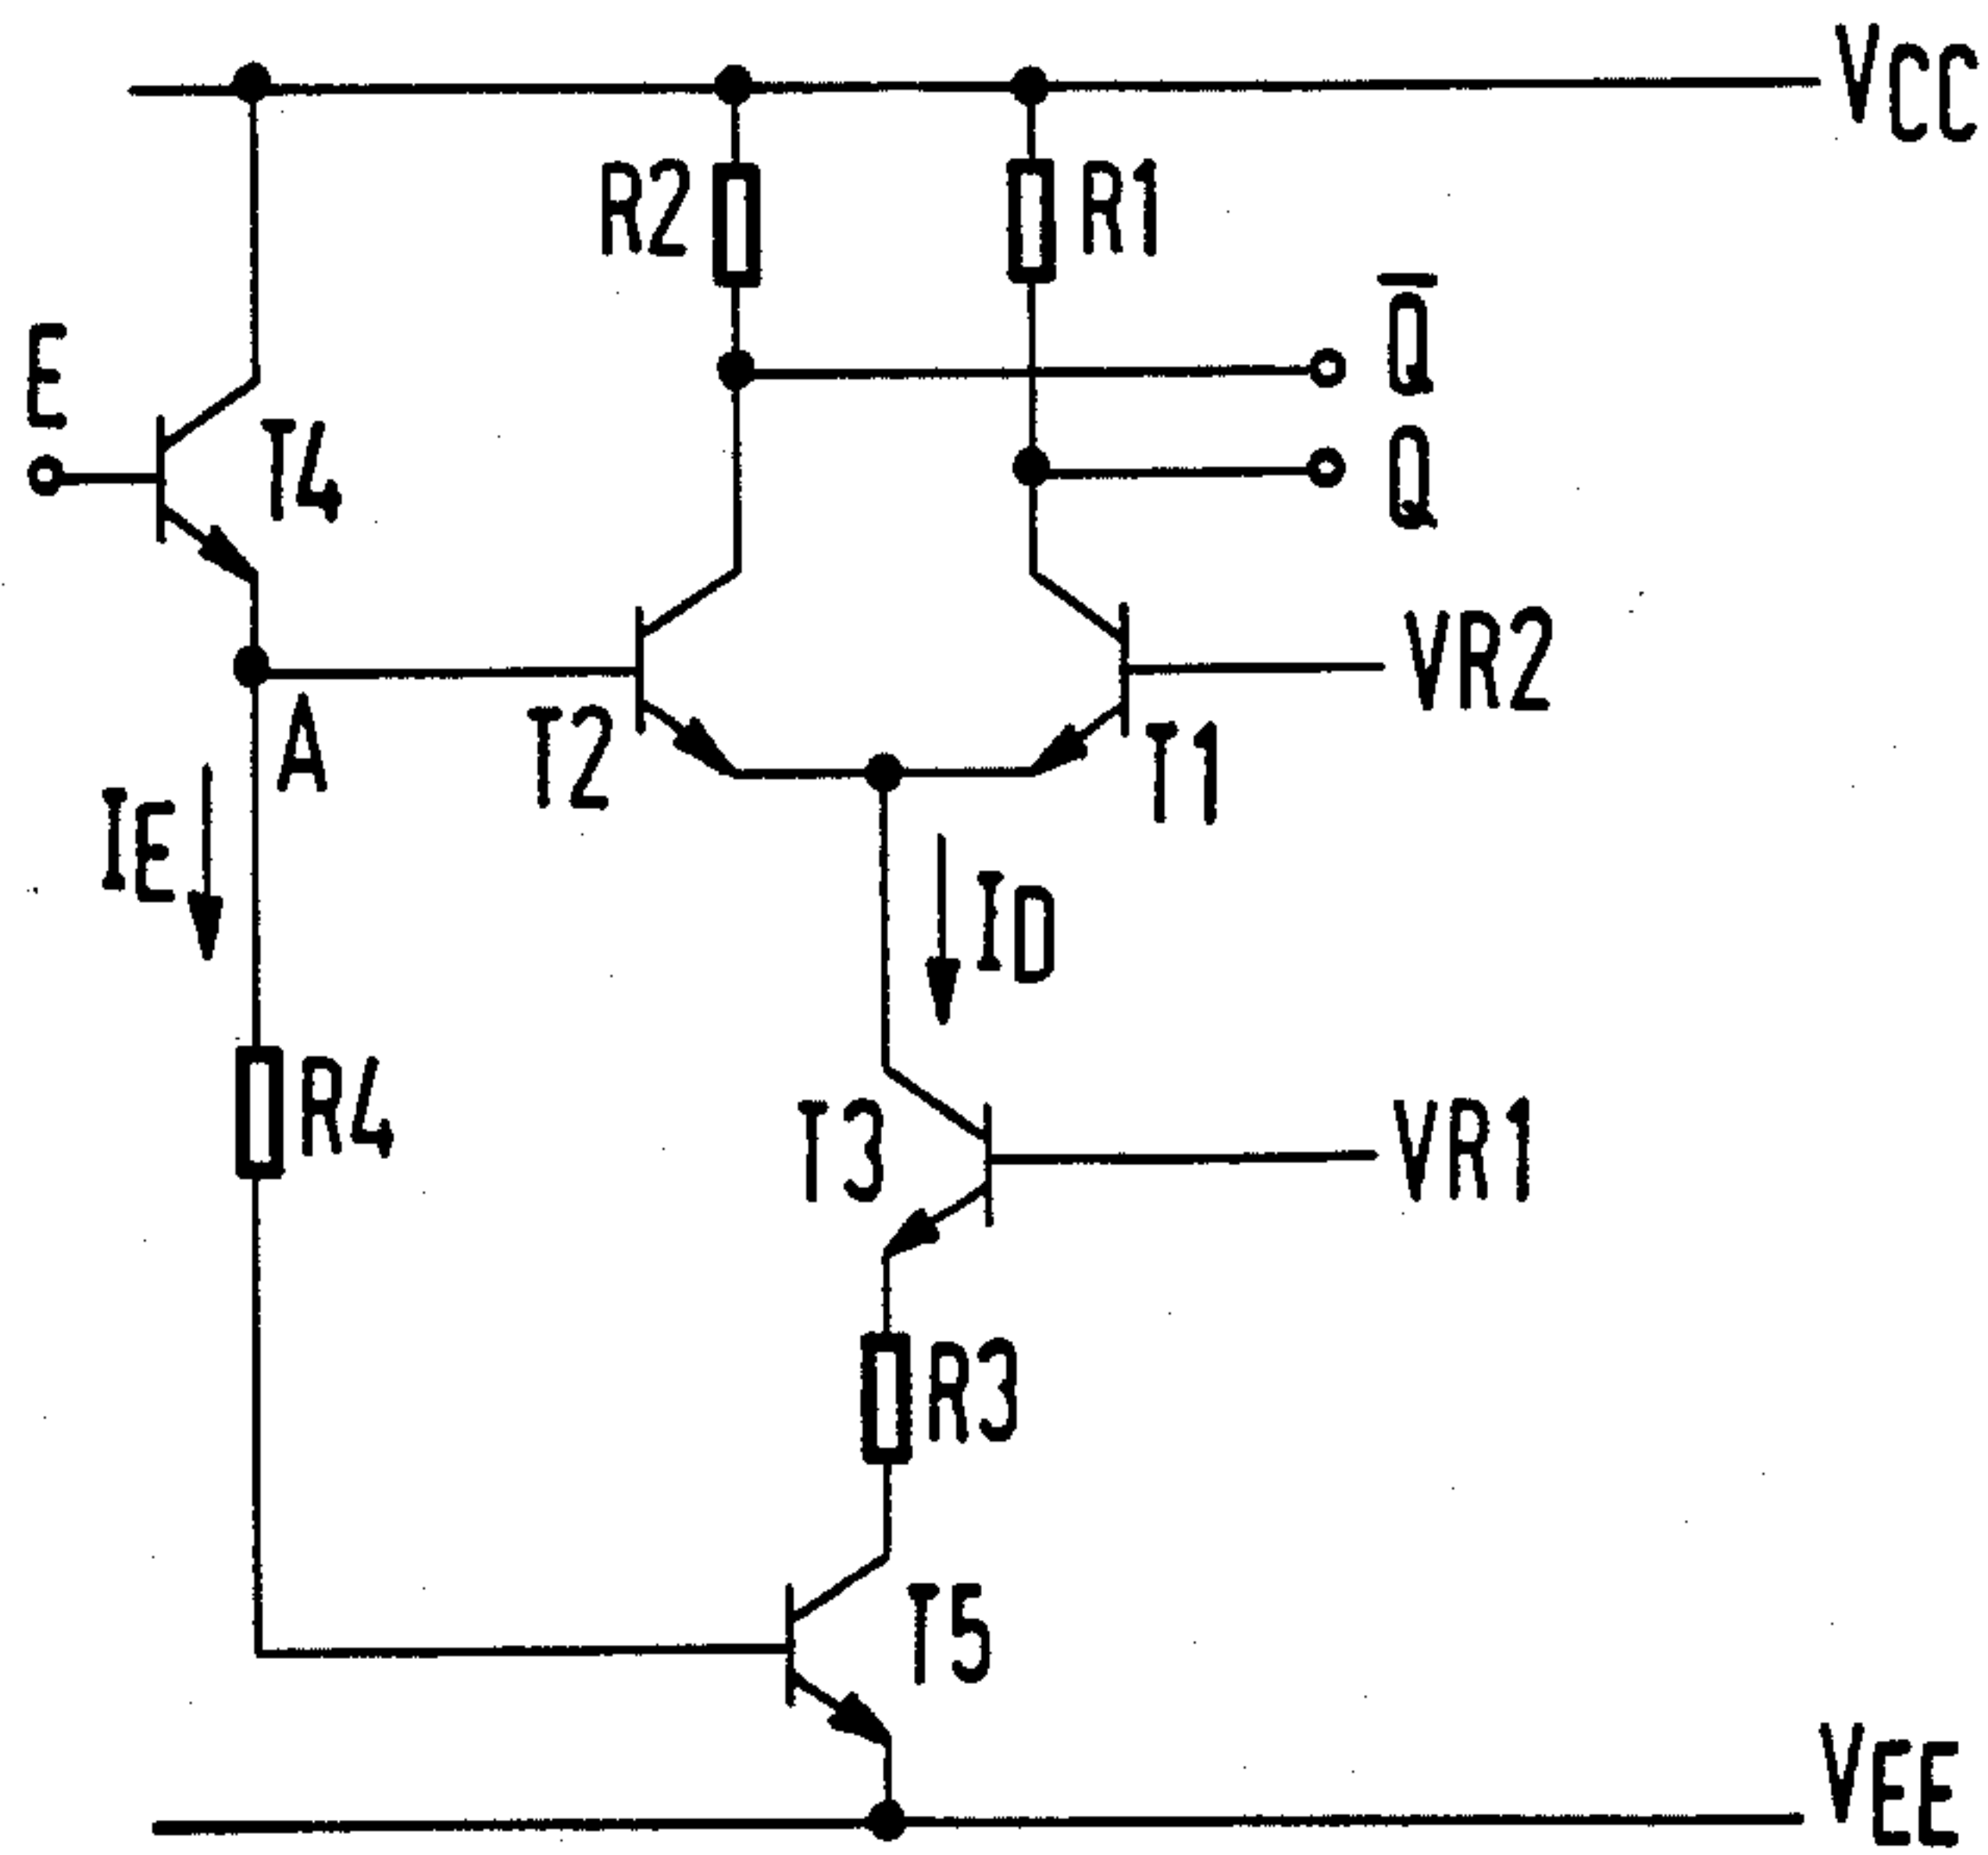 VCC
R2
R1
Q̅
E
T4
Q
VR2
A
T2
T1
IE
ID
R4
T3
VR1
R3
T5
VEE